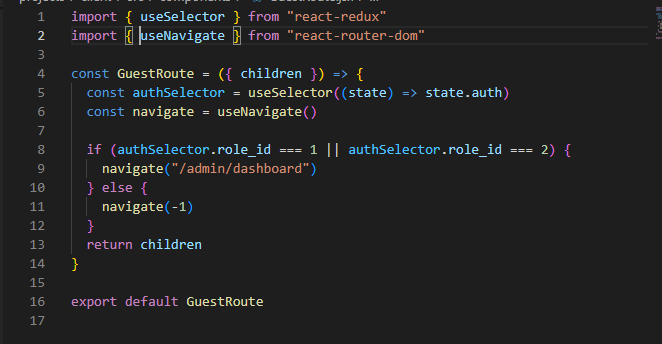 1 import { useSelector } from "react-redux"
2 import { useNavigate } from "react-router-dom"
3
4 const GuestRoute = ({ children }) => {
5 const authSelector = useSelector((state) => state.auth)
6 const navigate = useNavigate()
7
8 if (authSelector.role_id === 1 || authSelector.role_id === 2) {
9 navigate("/admin/dashboard")
10 } else {
11 navigate(-1)
12 }
13 return children
14 }
15
16 export default GuestRoute
17